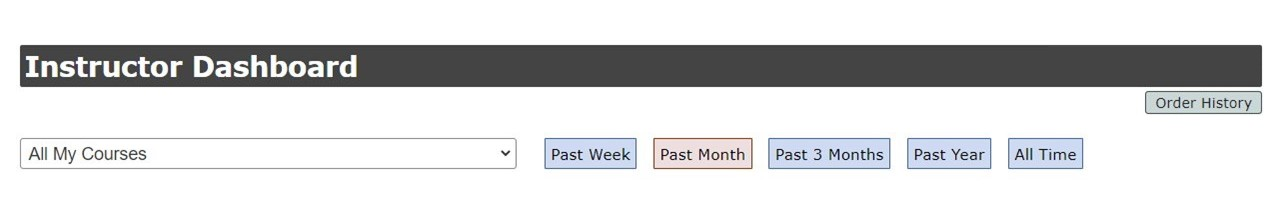 Instructor Dashboard
Order History
All My Courses Past Week Past Month Past 3 Months Past Year All Time